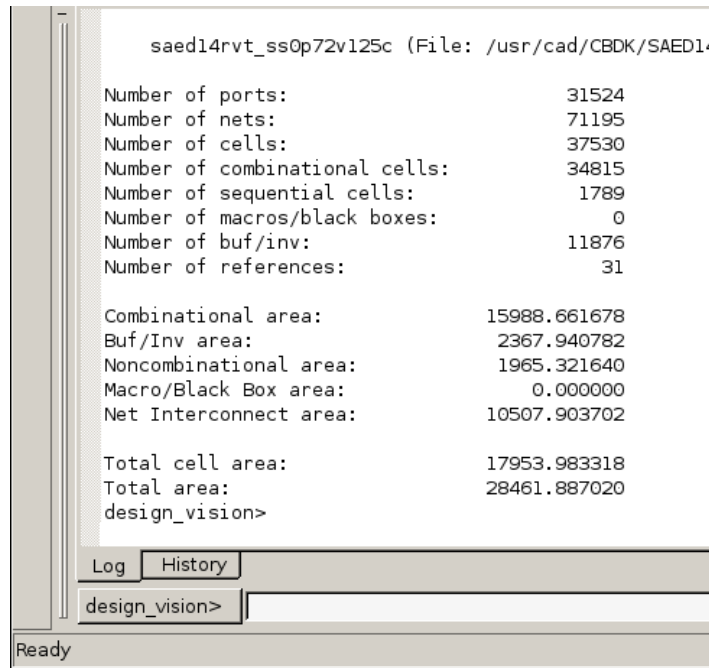 saed14rvt_ss0p72v125c (File: /usr/cad/CBDK/SAED14
Number of ports: 31524
Number of nets: 71195
Number of cells: 37530
Number of combinational cells: 34815
Number of sequential cells: 1789
Number of macros/black boxes: 0
Number of buf/inv: 11876
Number of references: 31
Combinational area: 15988.661678
Buf/Inv area: 2367.940782
Noncombinational area: 1965.321640
Macro/Black Box area: 0.000000
Net Interconnect area: 10507.903702
Total cell area: 17953.983318
Total area: 28461.887020
design_vision>
Log History
design_vision>
Ready